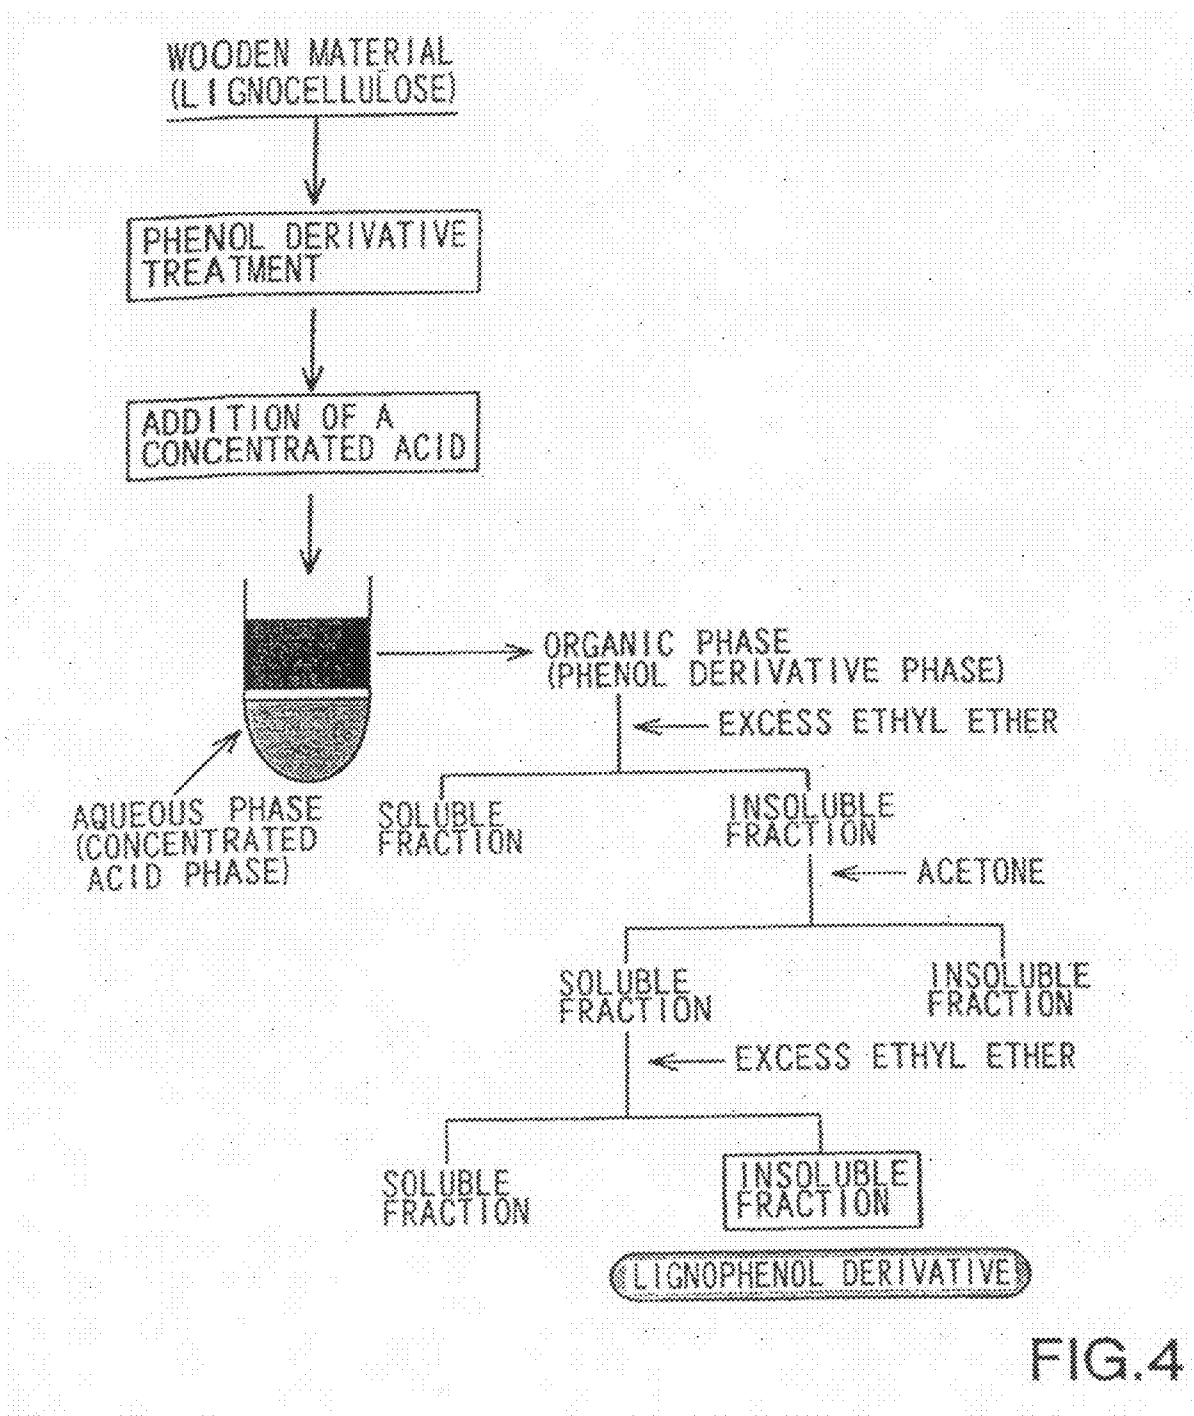 WOODEN MATERIAL
(LIGNOCELLULOSE)
PHENOL DERIVATIVE
TREATMENT
ADDITION OF A
CONCENTRATED ACID
ORGANIC PHASE
(PHENOL DERIVATIVE PHASE)
EXCESS ETHYL ETHER
AQUEOUS PHASE
(CONCENTRATED
ACID PHASE)
SOLUBLE
FRACTION
INSOLUBLE
FRACTION
ACETONE
SOLUBLE
FRACTION
INSOLUBLE
FRACTION
EXCESS ETHYL ETHER
SOLUBLE
FRACTION
INSOLUBLE
FRACTION
LIGNOPHENOL DERIVATIVE
FIG.4